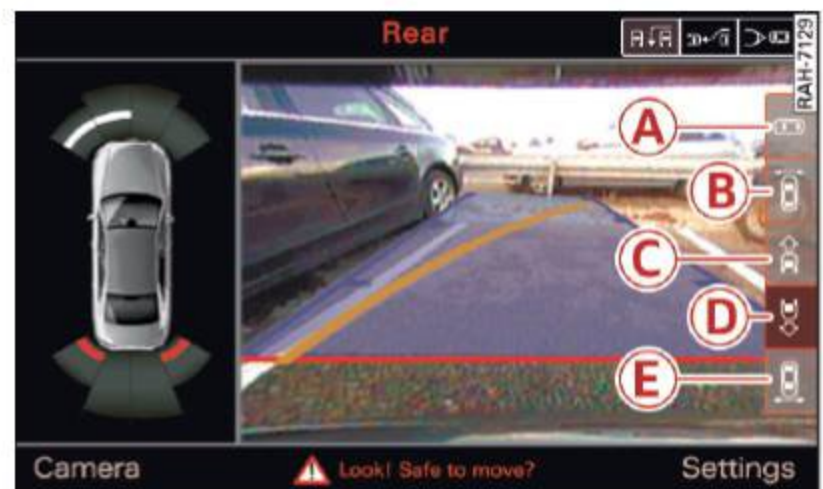 Rear
RAH-7129
A
B
C
D
E
Camera
Look! Safe to move?
Settings